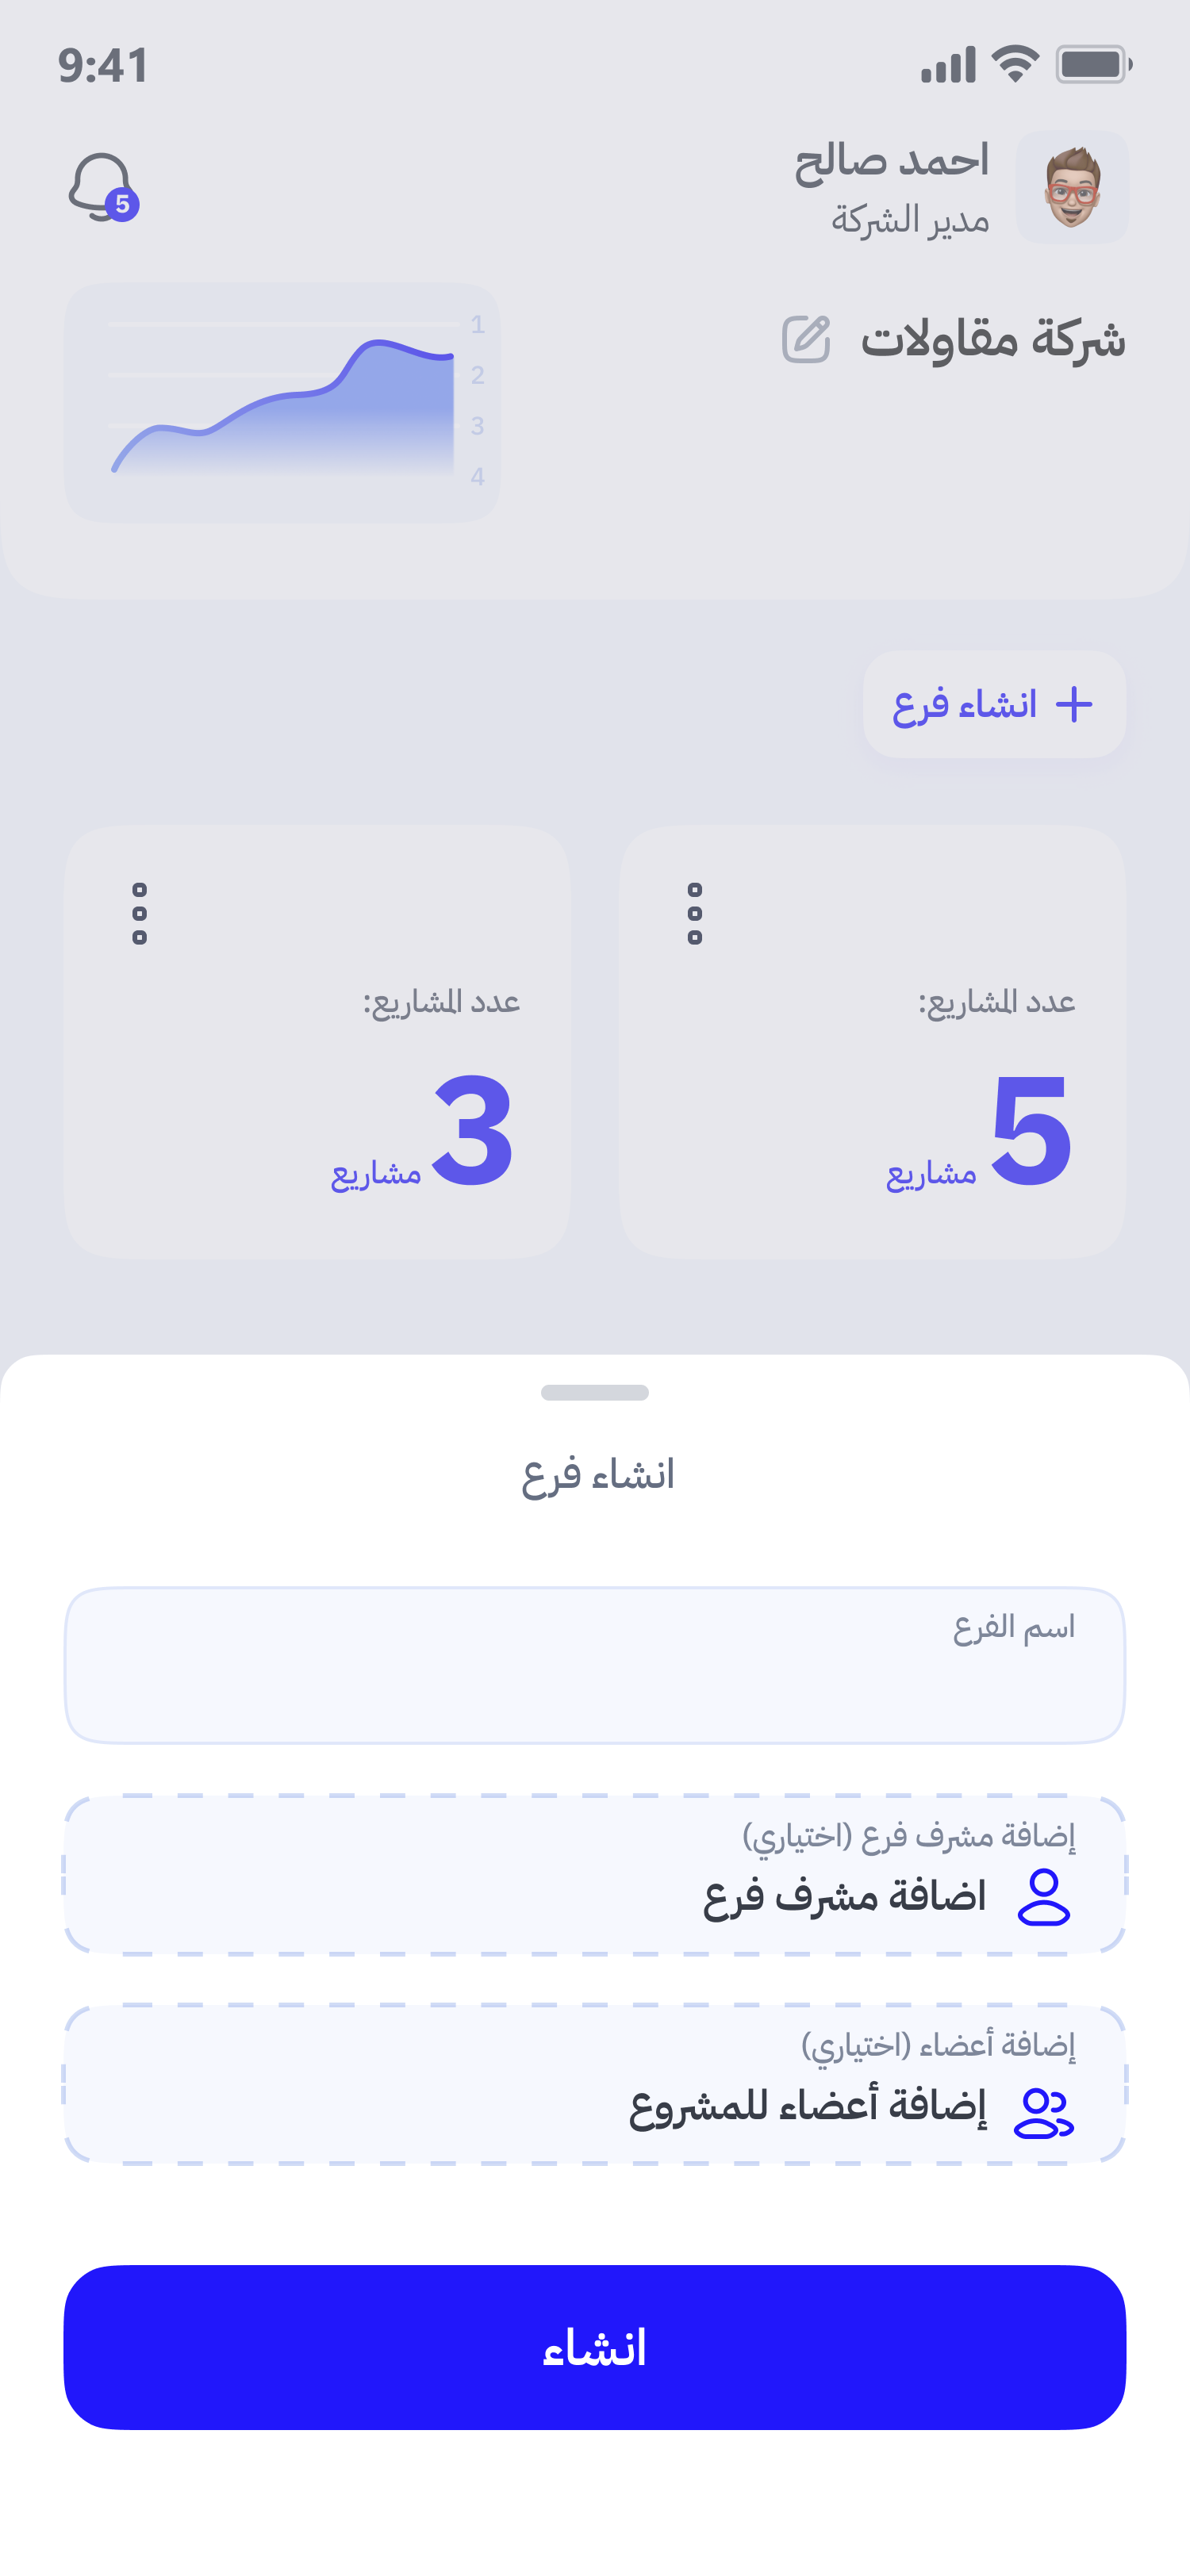 9:41
احمد صالح
مدير الشركة
5
شركة مقاولات
1
2
3
4
انشاء فرع
عدد المشاريع:
5 مشاريع
عدد المشاريع:
3 مشاريع
انشاء فرع
اسم الفرع
إضافة مشرف فرع (اختياري)
اضافة مشرف فرع
إضافة أعضاء (اختياري)
إضافة أعضاء للمشروع
انشاء